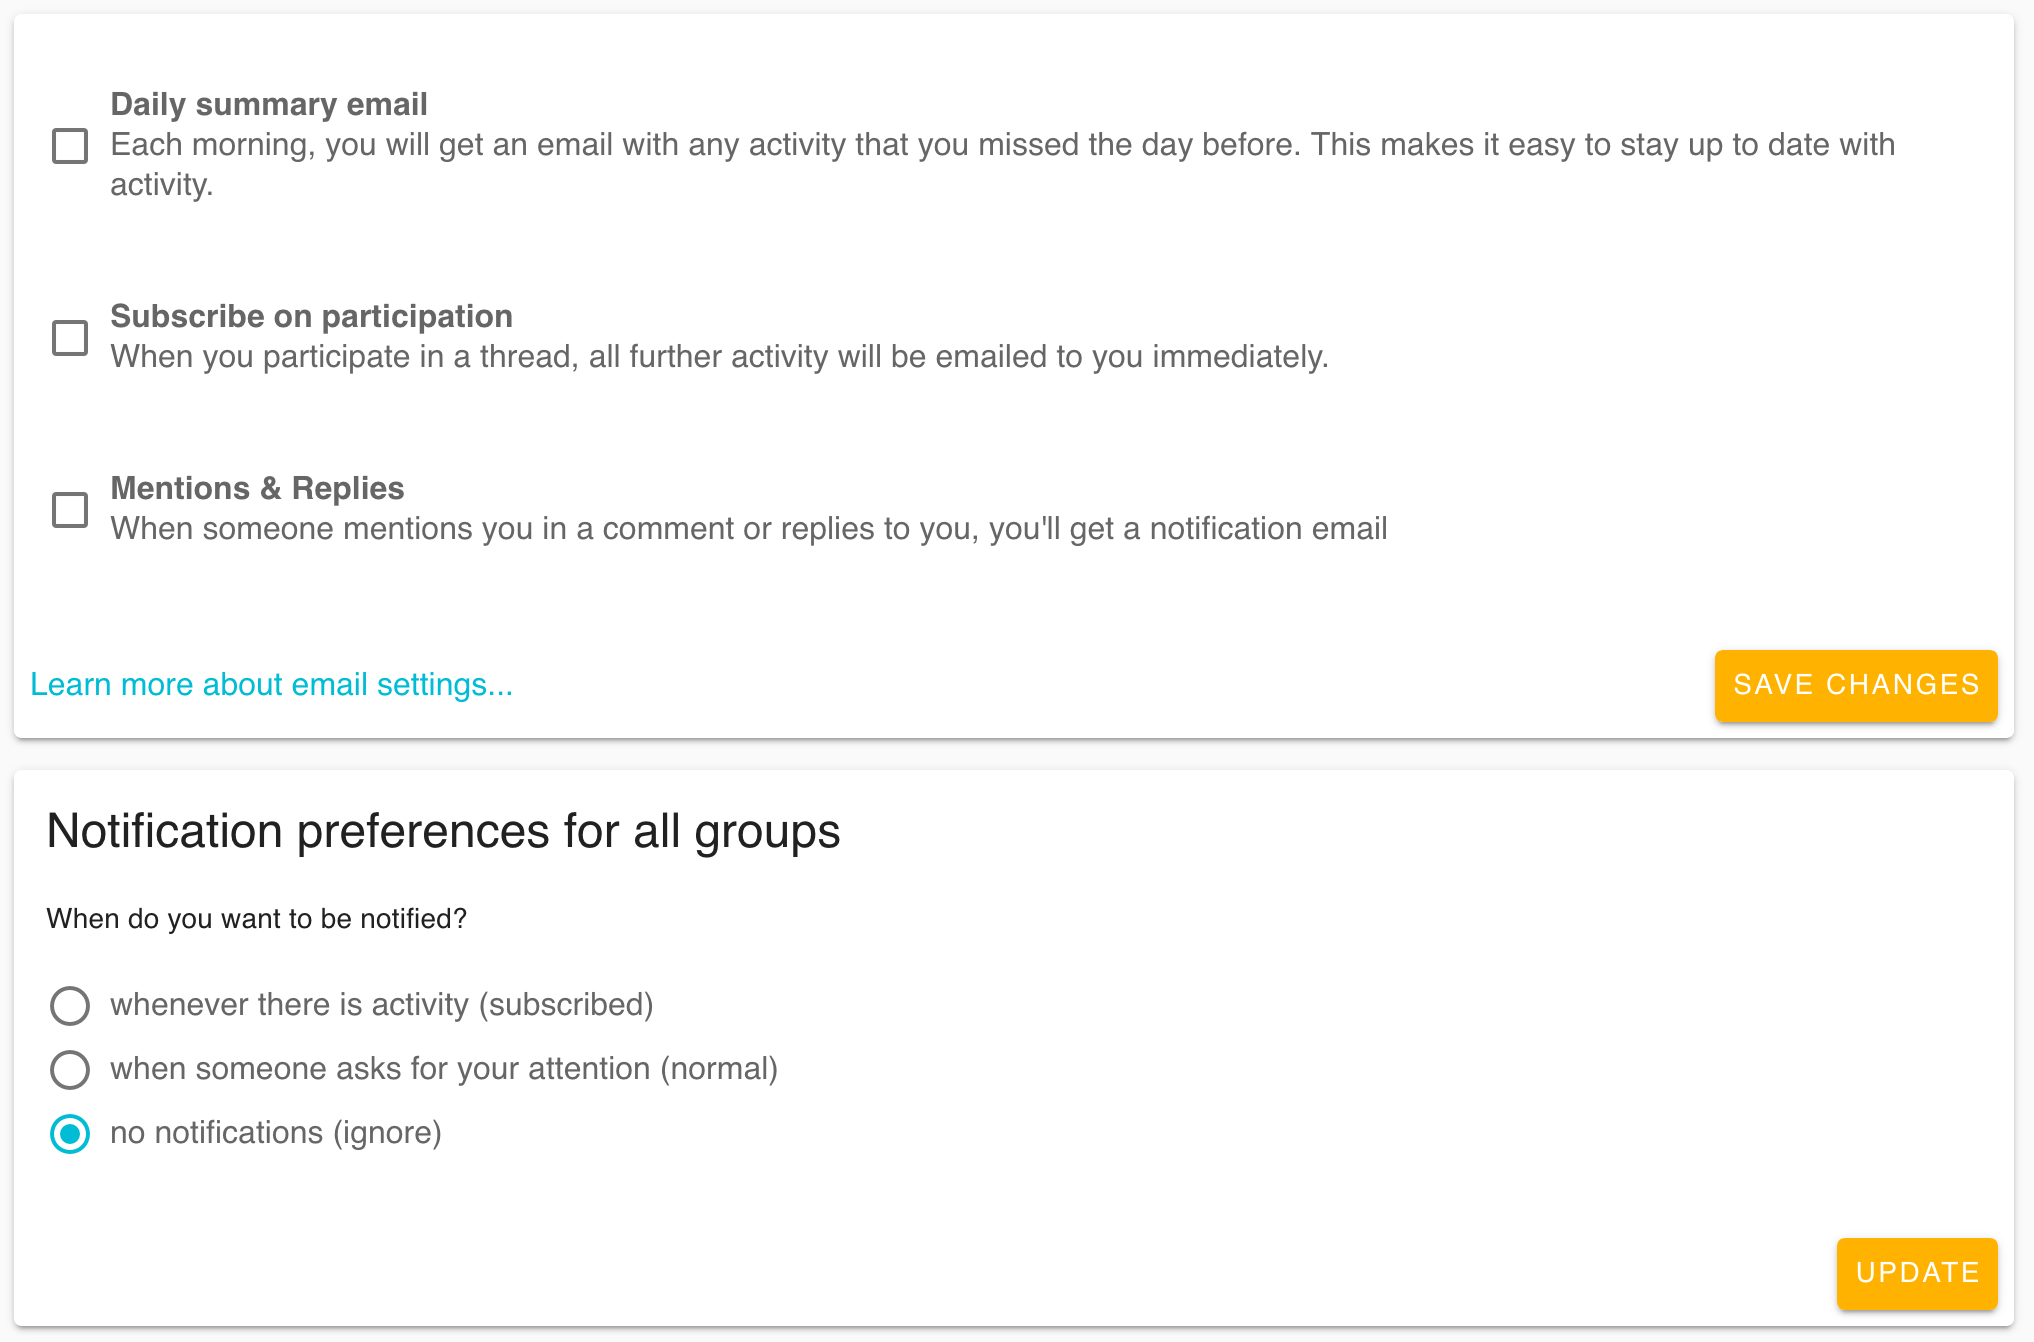 Daily summary email
Each morning, you will get an email with any activity that you missed the day before. This makes it easy to stay up to date with
activity.
Subscribe on participation
When you participate in a thread, all further activity will be emailed to you immediately.
Mentions & Replies
When someone mentions you in a comment or replies to you, you'll get a notification email
Learn more about email settings...
SAVE CHANGES
Notification preferences for all groups
When do you want to be notified?
whenever there is activity (subscribed)
when someone asks for your attention (normal)
no notifications (ignore)
UPDATE